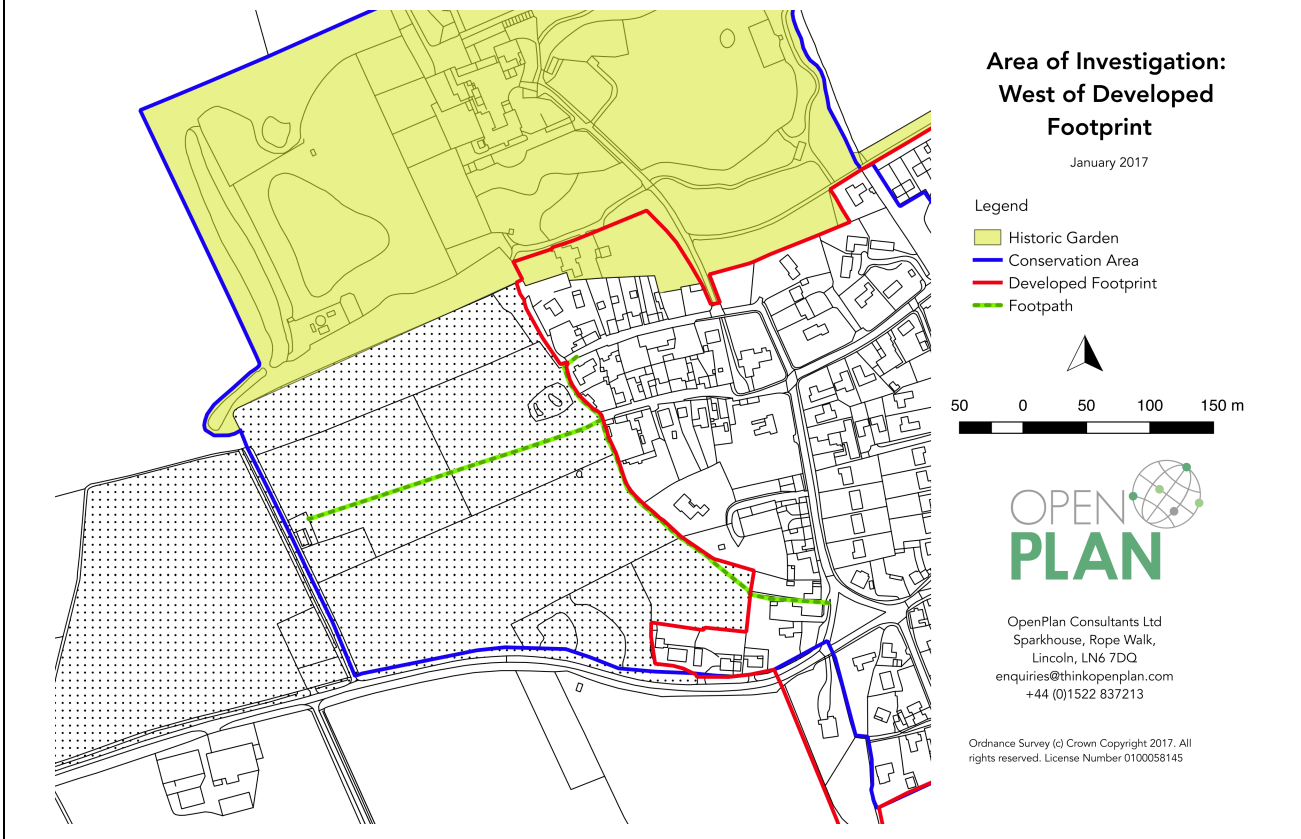 Area of Investigation:
West of Developed
Footprint
January 2017
Legend
Historic Garden
Conservation Area
Developed Footprint
Footpath
50 0 50 100 150 m
OPEN
PLAN
OpenPlan Consultants Ltd
Sparkhouse, Rope Walk,
Lincoln, LN6 7DQ
enquiries@thinkopenplan.com
+44 (0)1522 837213
Ordnance Survey (c) Crown Copyright 2017. All
rights reserved. License Number 0100058145